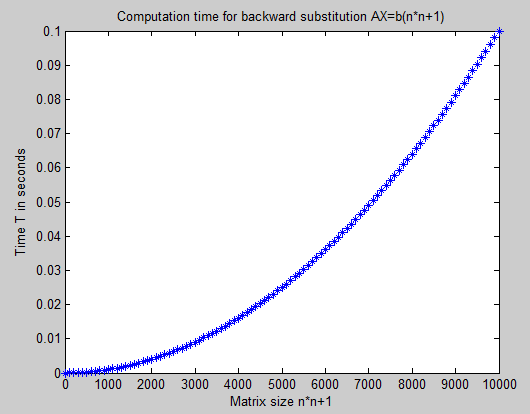 Computation time for backward substitution AX=b(n*n+1)
0.1
0.09
0.08
0.07
0.06
0.05
0.04
0.03
0.02
0.01
0
Time T in seconds
0 1000 2000 3000 4000 5000 6000 7000 8000 9000 10000
Matrix size n*n+1